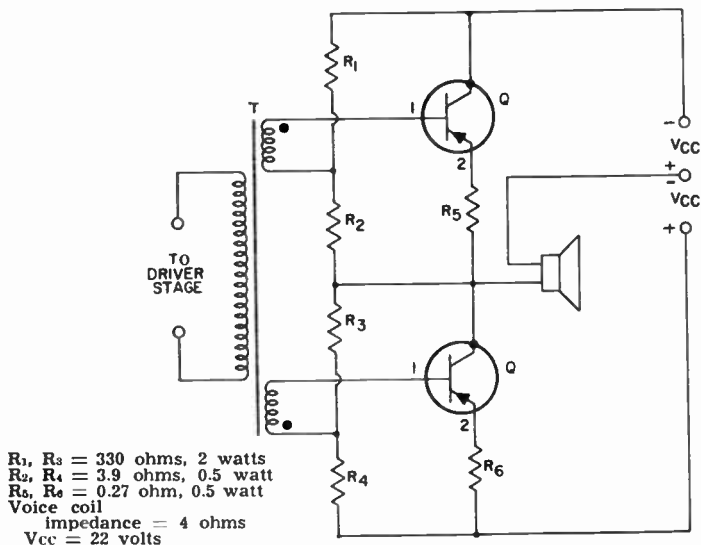 R1
T
1
Q
2
R2
R5
TO
DRIVER
STAGE
R3
1
Q
2
R4
R6
-
VCC
+
-
VCC
+
R1, R3 = 330 ohms, 2 watts
R2, R4 = 3.9 ohms, 0.5 watt
R5, R6 = 0.27 ohm, 0.5 watt
Voice coil
impedance = 4 ohms
Vcc = 22 volts